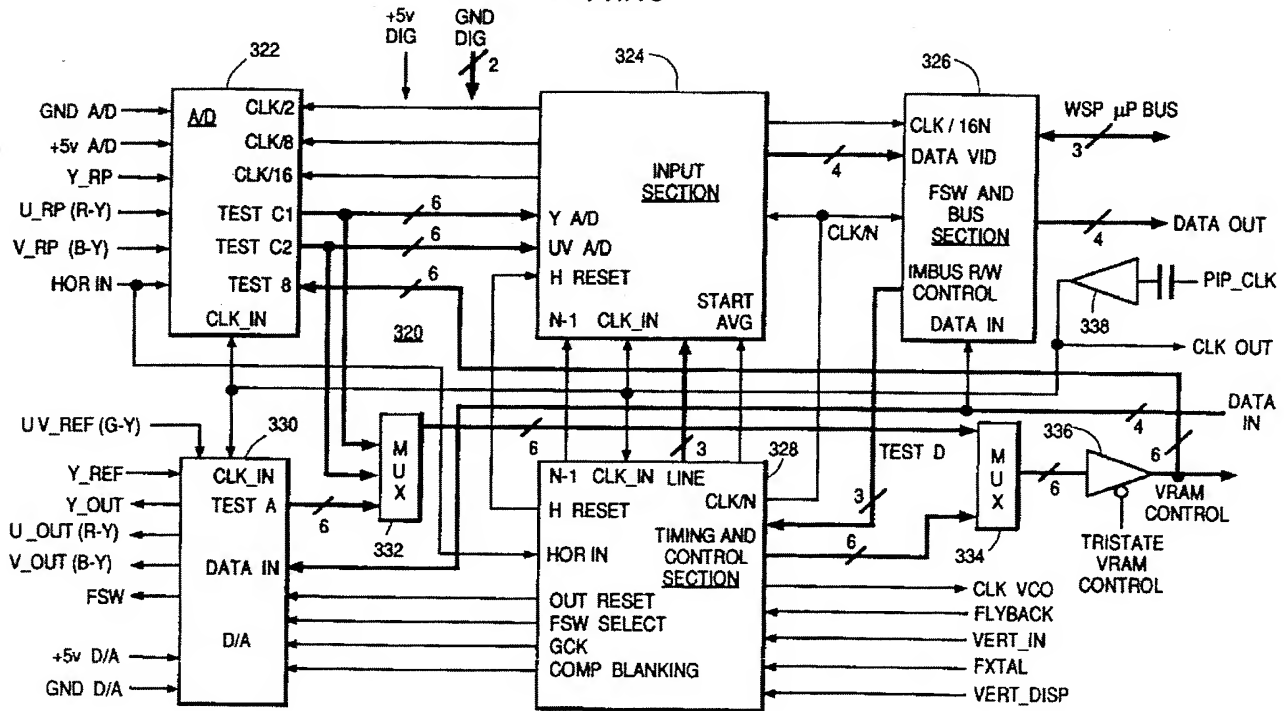 +5v DIG
GND DIG
2
322
324
326
GND A/D
+5v A/D
Y_RP
U_RP (R-Y)
V_RP (B-Y)
HOR IN
A/D
CLK/2
CLK/8
CLK/16
TEST C1
TEST C2
TEST 8
CLK_IN
6
6
6
320
INPUT
SECTION
Y A/D
UV A/D
H RESET
START
AVG
N-1 CLK_IN
4
CLK/N
CLK / 16N
DATA VID
FSW AND
BUS
SECTION
IMBUS R/W
CONTROL
DATA IN
WSP µP BUS
3
4
DATA OUT
PIP_CLK
338
CLK OUT
4
DATA
IN
UV_REF (G-Y)
330
Y_REF
Y_OUT
U_OUT (R-Y)
V_OUT (B-Y)
FSW
+5v D/A
GND D/A
CLK_IN
TEST A
DATA IN
D/A
6
MUX
332
6
3
328
N-1 CLK_IN LINE
CLK/N
H RESET
HOR IN
TIMING AND
CONTROL
SECTION
OUT RESET
FSW SELECT
GCK
COMP BLANKING
TEST D
3
6
MUX
334
6
336
6
VRAM
CONTROL
TRISTATE
VRAM
CONTROL
CLK VCO
FLYBACK
VERT_IN
FXTAL
VERT_DISP